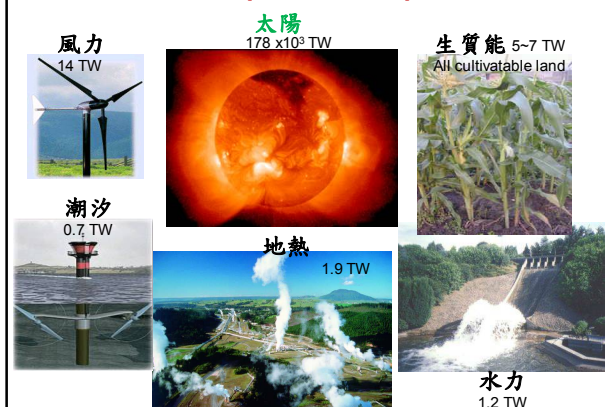 太陽
178 x10³ TW
風力
14 TW
生質能 5~7 TW
All cultivatable land
潮汐
0.7 TW
地熱
1.9 TW
水力
1.2 TW